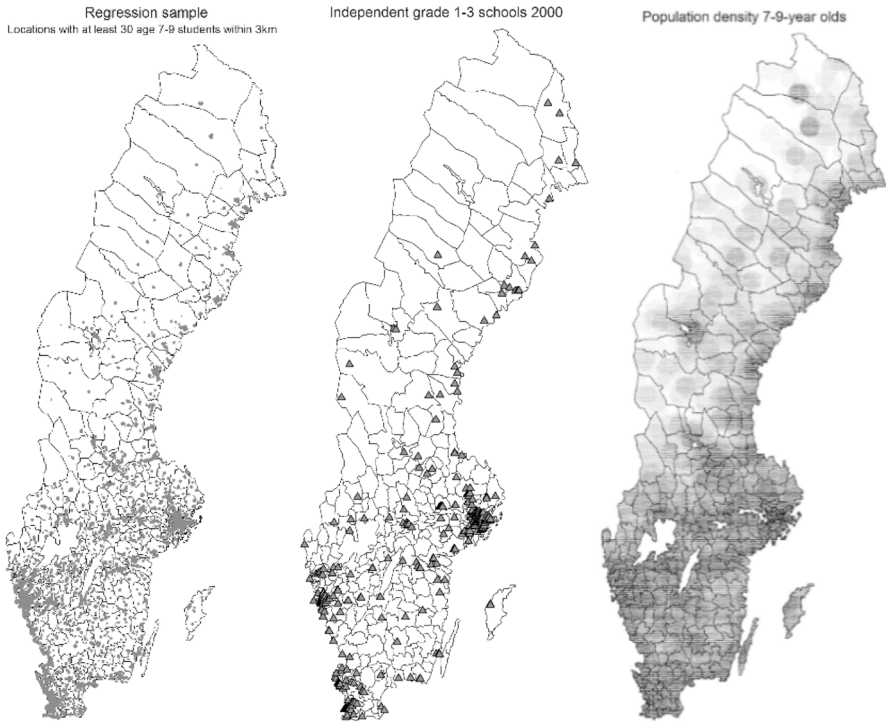 Regression sample
Locations with at least 30 age 7-9 students within 3km
Independent grade 1-3 schools 2000
Population density 7-9-year olds